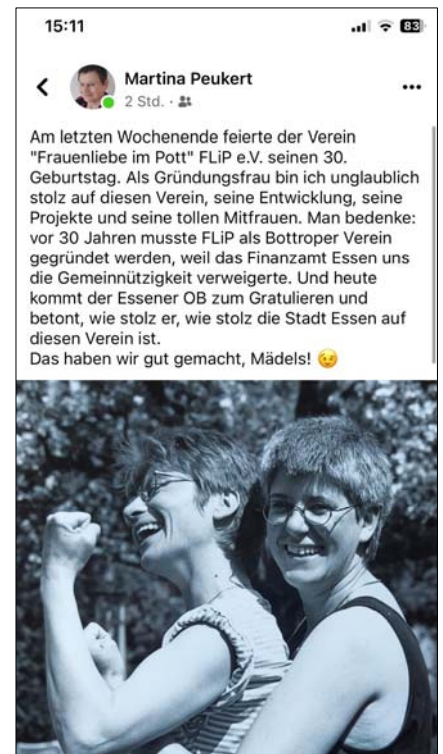 15:11
83
Martina Peukert
2 Std. ·
Am letzten Wochenende feierte der Verein
"Frauenliebe im Pott" FLiP e.V. seinen 30.
Geburtstag. Als Gründungsfrau bin ich unglaublich
stolz auf diesen Verein, seine Entwicklung, seine
Projekte und seine tollen Mitfrauen. Man bedenke:
vor 30 Jahren musste FLiP als Bottroper Verein
gegründet werden, weil das Finanzamt Essen uns
die Gemeinnützigkeit verweigerte. Und heute
kommt der Essener OB zum Gratulieren und
betont, wie stolz er, wie stolz die Stadt Essen auf
diesen Verein ist.
Das haben wir gut gemacht, Mädels! 😉